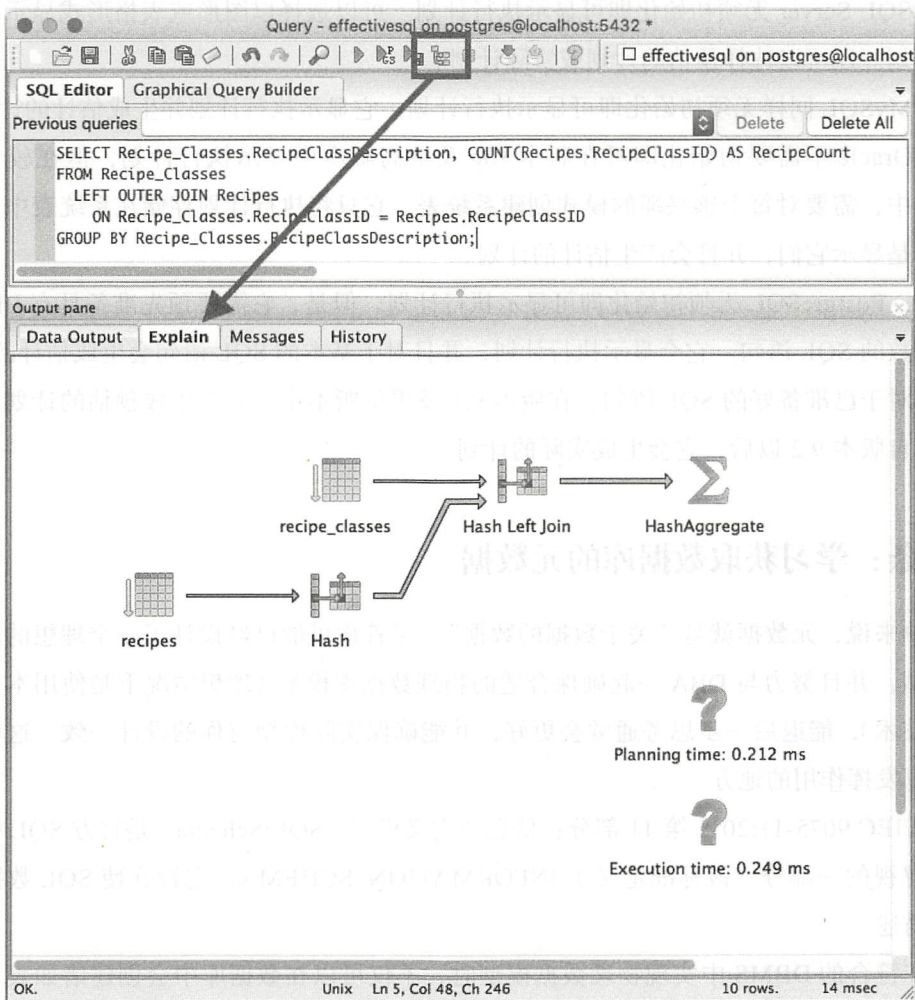 Query - effectivesql on postgres@localhost:5432 *
effectivesql on postgres@localhost
SQL Editor Graphical Query Builder
Previous queries Delete Delete All
SELECT Recipe_Classes.RecipeClassDescription, COUNT(Recipes.RecipeClassID) AS RecipeCount
FROM Recipe_Classes
LEFT OUTER JOIN Recipes
ON Recipe_Classes.RecipeClassID = Recipes.RecipeClassID
GROUP BY Recipe_Classes.RecipeClassDescription;
Output pane
Data Output Explain Messages History
recipe_classes Hash Left Join HashAggregate
recipes Hash
Planning time: 0.212 ms
Execution time: 0.249 ms
OK. Unix Ln 5, Col 48, Ch 246 10 rows. 14 msec